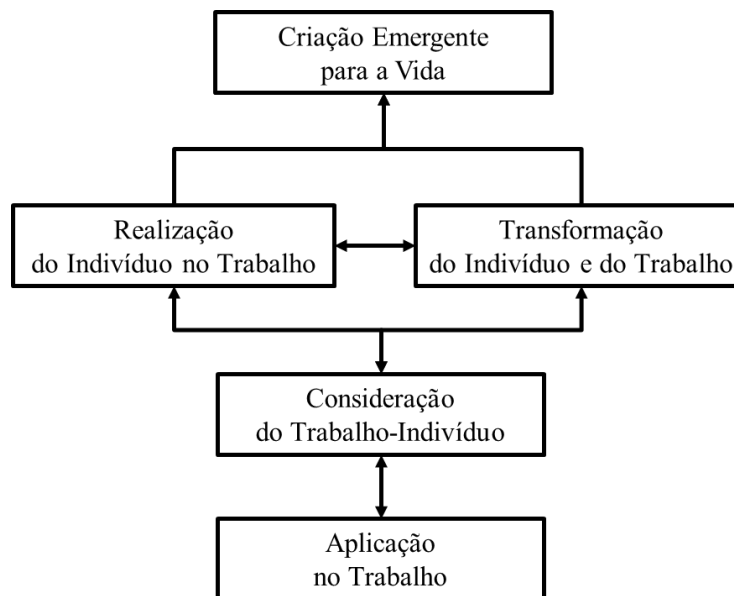 Criação Emergente
para a Vida
Realização
do Indivíduo no Trabalho
Transformação
do Indivíduo e do Trabalho
Consideração
do Trabalho-Indivíduo
Aplicação
no Trabalho